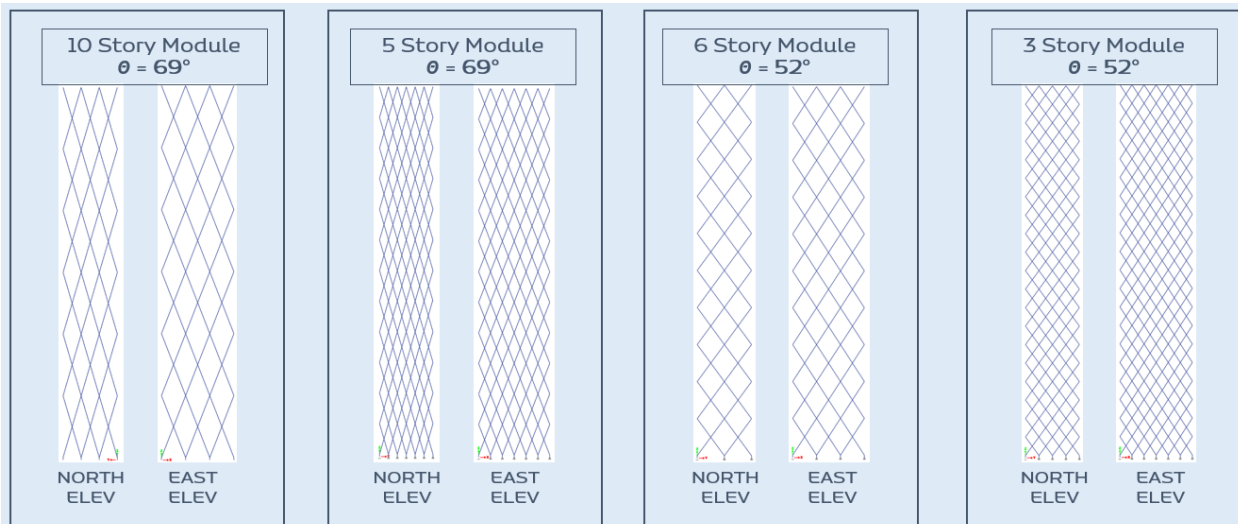 10 Story Module
θ = 69°
NORTH
ELEV
EAST
ELEV
5 Story Module
θ = 69°
NORTH
ELEV
EAST
ELEV
6 Story Module
θ = 52°
NORTH
ELEV
EAST
ELEV
3 Story Module
θ = 52°
NORTH
ELEV
EAST
ELEV